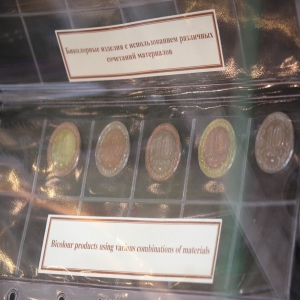 Биколорные изделия с использованием различных
сочетаний материалов
Bicolour products using various combinations of materials